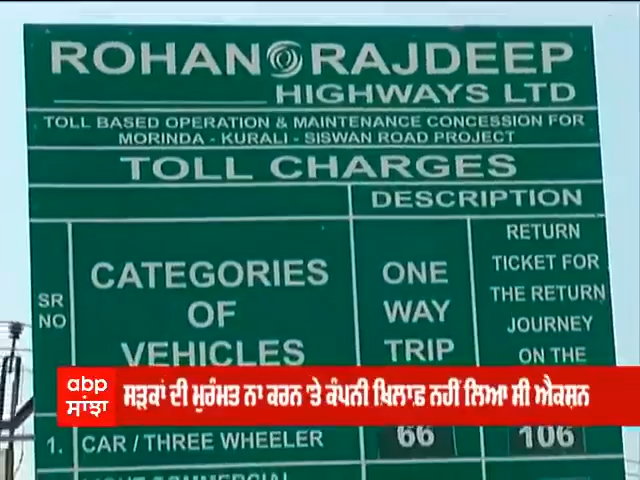 ROHAN RAJDEEP
HIGHWAYS LTD
TOLL BASED OPERATION & MAINTENANCE CONCESSION FOR
MORINDA - KURALI - SISWAN ROAD PROJECT
TOLL CHARGES
DESCRIPTION
SR NO
CATEGORIES
OF
VEHICLES
ONE
WAY
TRIP
RETURN
TICKET FOR
THE RETURN
JOURNEY
ON THE
abp
ਸਾਂਝਾ
ਸੜਕਾਂ ਦੀ ਮੁਰੰਮਤ ਨਾ ਕਰਨ 'ਤੇ ਕੰਪਨੀ ਖ਼ਿਲਾਫ਼ ਨਹੀਂ ਲਿਆ ਸੀ ਐਕਸ਼ਨ
1. CAR / THREE WHEELER 66 106